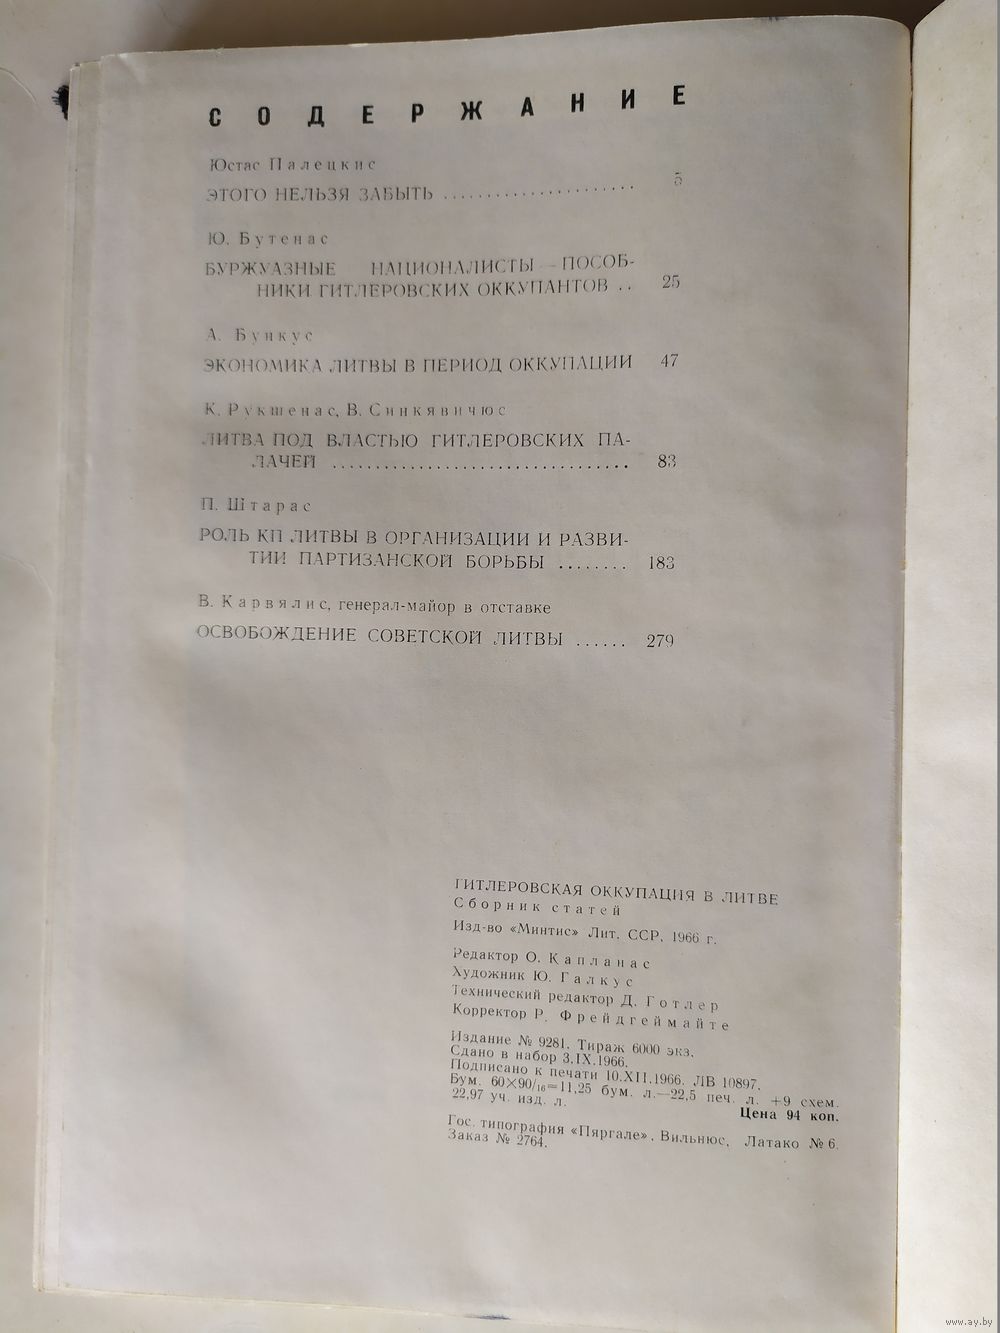 СОДЕРЖАНИЕ
Юстас Палецкис
ЭТОГО НЕЛЬЗЯ ЗАБЫТЬ ...................... 5
Ю. Бутенас
БУРЖУАЗНЫЕ НАЦИОНАЛИСТЫ — ПОСОБ-
НИКИ ГИТЛЕРОВСКИХ ОККУПАНТОВ .. 25
А. Бункус
ЭКОНОМИКА ЛИТВЫ В ПЕРИОД ОККУПАЦИИ 47
К. Рукшенас, В. Синкявичюс
ЛИТВА ПОД ВЛАСТЬЮ ГИТЛЕРОВСКИХ ПА-
ЛАЧЕЙ .................................. 83
П. Штарас
РОЛЬ КП ЛИТВЫ В ОРГАНИЗАЦИИ И РАЗВИ-
ТИИ ПАРТИЗАНСКОЙ БОРЬБЫ ........ 183
В. Карвялис, генерал-майор в отставке
ОСВОБОЖДЕНИЕ СОВЕТСКОЙ ЛИТВЫ ...... 279
ГИТЛЕРОВСКАЯ ОККУПАЦИЯ В ЛИТВЕ
Сборник статей
Изд-во «Минтис» Лит. ССР, 1966 г.
Редактор О. Капланас
Художник Ю. Галкус
Технический редактор Д. Готлер
Корректор Р. Фрейдгеймайте
Издание № 9281. Тираж 6000 экз.
Сдано в набор 3.IX.1966.
Подписано к печати 10.XII.1966. ЛВ 10897.
Бум. 60×90/16=11,25 бум. л.—22,5 печ. л. +9 схем.
22,97 уч. изд. л.
Цена 94 коп.
Гос. типография «Пяргале», Вильнюс, Латако № 6.
Заказ № 2764.
www.ay.by